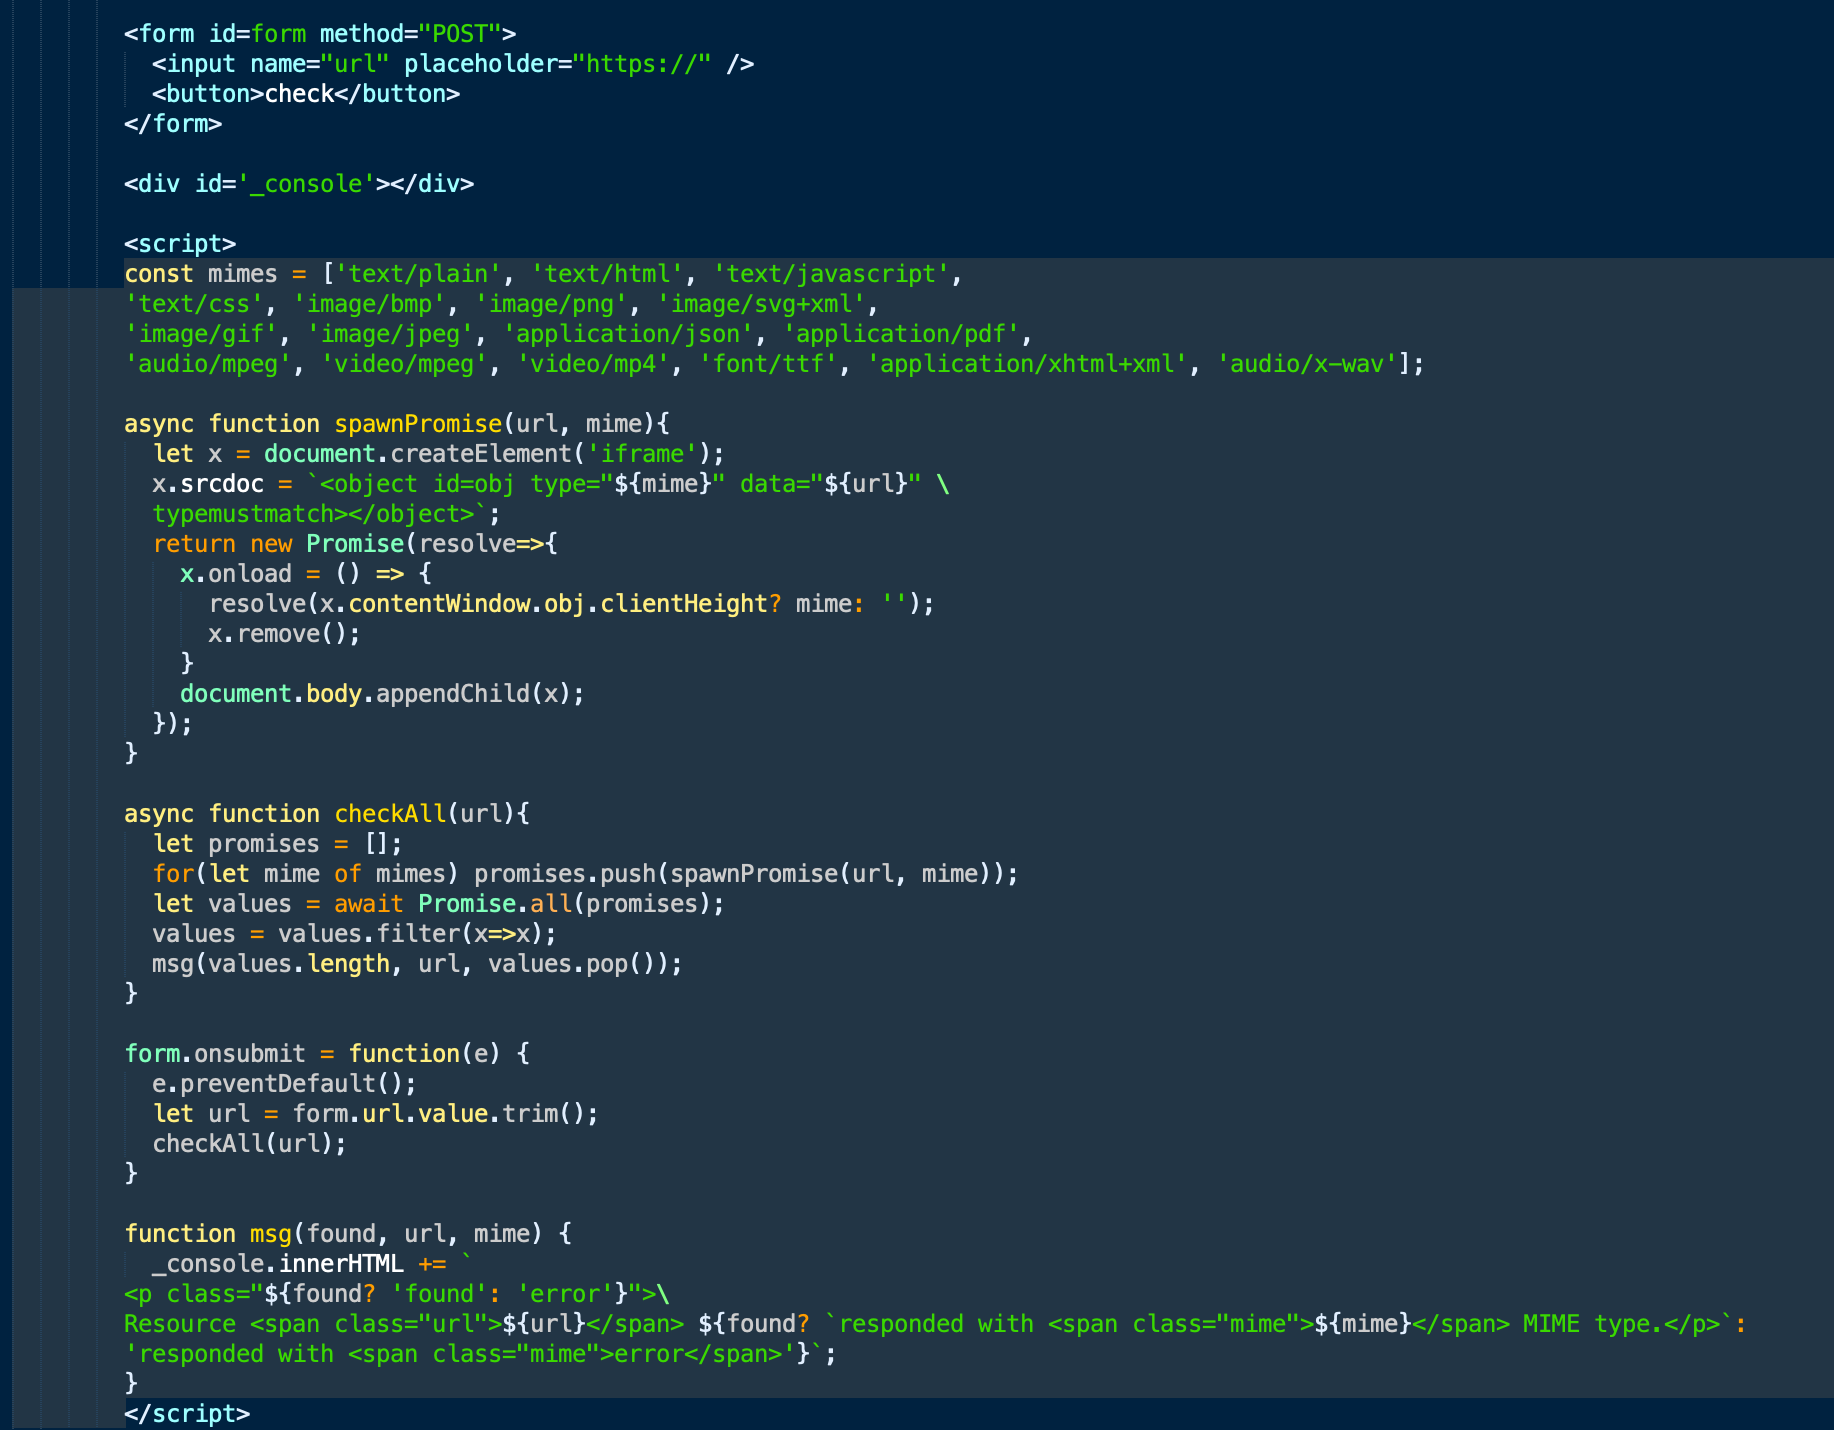 <form id=form method="POST">
  <input name="url" placeholder="https://" />
  <button>check</button>
</form>

<div id='_console'></div>

<script>
const mimes = ['text/plain', 'text/html', 'text/javascript',
'text/css', 'image/bmp', 'image/png', 'image/svg+xml',
'image/gif', 'image/jpeg', 'application/json', 'application/pdf',
'audio/mpeg', 'video/mpeg', 'video/mp4', 'font/ttf', 'application/xhtml+xml', 'audio/x-wav'];

async function spawnPromise(url, mime){
  let x = document.createElement('iframe');
  x.srcdoc = `<object id=obj type="${mime}" data="${url}" \
  typemustmatch></object>`;
  return new Promise(resolve=>{
    x.onload = () => {
      resolve(x.contentWindow.obj.clientHeight? mime: '');
      x.remove();
    }
    document.body.appendChild(x);
  });
}

async function checkAll(url){
  let promises = [];
  for(let mime of mimes) promises.push(spawnPromise(url, mime));
  let values = await Promise.all(promises);
  values = values.filter(x=>x);
  msg(values.length, url, values.pop());
}

form.onsubmit = function(e) {
  e.preventDefault();
  let url = form.url.value.trim();
  checkAll(url);
}

function msg(found, url, mime) {
  _console.innerHTML += `
<p class="${found? 'found': 'error'}">\
Resource <span class="url">${url}</span> ${found? `responded with <span class="mime">${mime}</span> MIME type.</p>`:
'responded with <span class="mime">error</span>'}`;
}
</script>